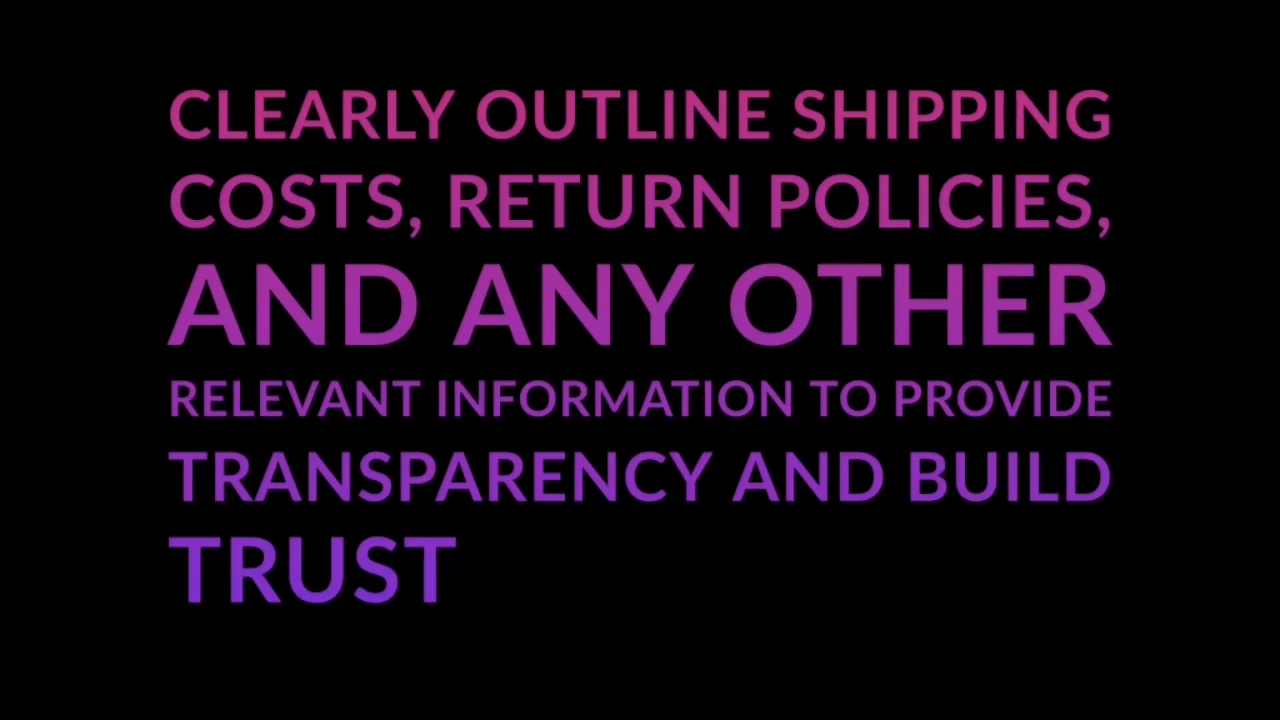 CLEARLY OUTLINE SHIPPING
COSTS, RETURN POLICIES,
AND ANY OTHER
RELEVANT INFORMATION TO PROVIDE
TRANSPARENCY AND BUILD
TRUST